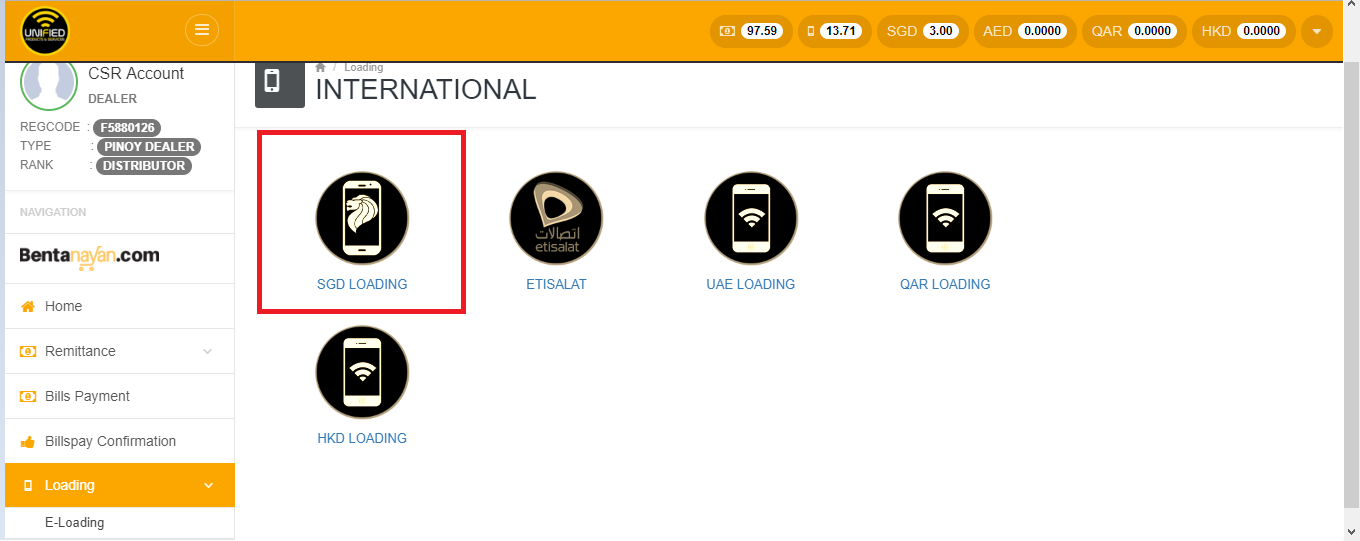 UNIFIED
PRODUCTS & SERVICES
97.59
13.71
SGD 3.00
AED 0.0000
QAR 0.0000
HKD 0.0000
CSR Account
DEALER
REGCODE : F5880126
TYPE : PINOY DEALER
RANK : DISTRIBUTOR
NAVIGATION
Bentanayan.com
Home
Remittance
Bills Payment
Billspay Confirmation
Loading
E-Loading
/ Loading
INTERNATIONAL
SGD LOADING
اتصالات
etisalat
ETISALAT
UAE LOADING
QAR LOADING
HKD LOADING